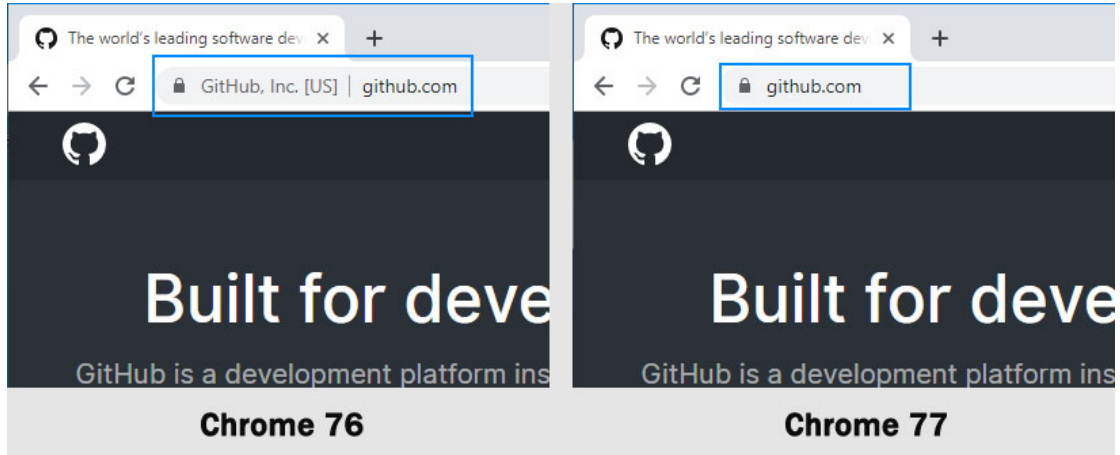 The world's leading software dev
GitHub, Inc. [US] | github.com
Built for deve
GitHub is a development platform ins
Chrome 76
The world's leading software dev
github.com
Built for deve
GitHub is a development platform ins
Chrome 77